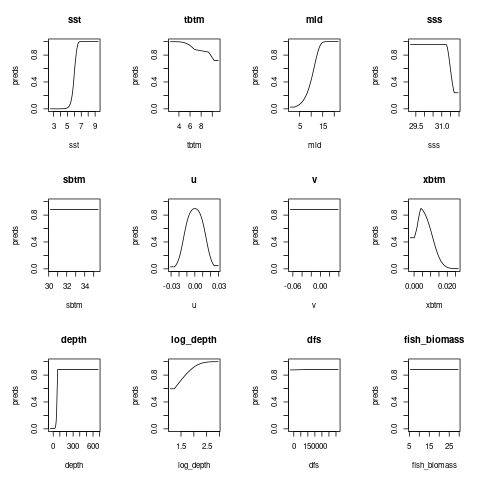 sst
tbtm
mld
sss
preds
0.0 0.4 0.8
3 5 7 9
sst
preds
0.0 0.4 0.8
4 6 8
tbtm
preds
0.0 0.4 0.8
5 15
mld
preds
0.0 0.4 0.8
29.5 31.0
sss
sbtm
u
v
xbtm
preds
0.0 0.4 0.8
30 32 34
sbtm
preds
0.0 0.4 0.8
-0.03 0.00 0.03
u
preds
0.0 0.4 0.8
-0.06 0.00
v
preds
0.0 0.4 0.8
0.000 0.020
xbtm
depth
log_depth
dfs
fish_biomass
preds
0.0 0.4 0.8
0 300 600
depth
preds
0.0 0.4 0.8
1.5 2.5
log_depth
preds
0.0 0.4 0.8
0 150000
dfs
preds
0.0 0.4 0.8
5 15 25
fish_biomass